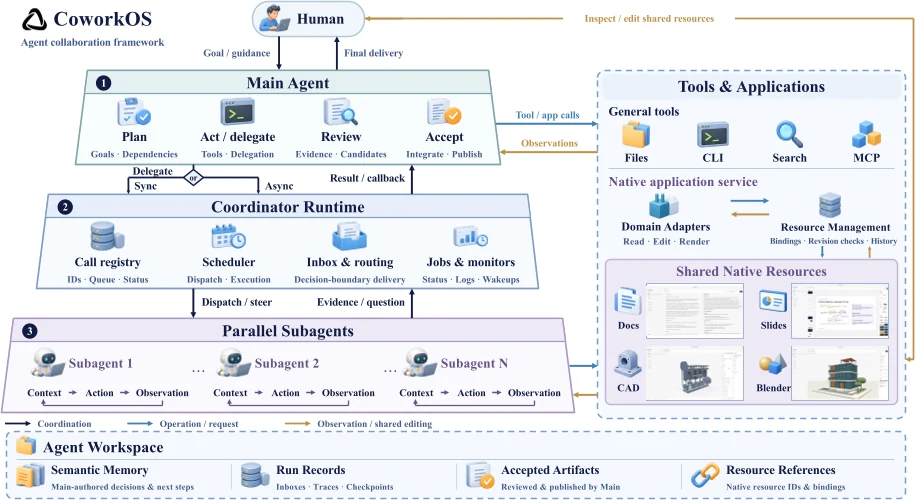 CoworkOS
Agent collaboration framework
Human
Inspect / edit shared resources
Goal / guidance
Final delivery
1
Main Agent
Plan
Goals · Dependencies
Act / delegate
Tools · Delegation
Review
Evidence · Candidates
Accept
Integrate · Publish
Tool / app calls
Observations
Delegate
or
Sync
Async
Result / callback
2
Coordinator Runtime
Call registry
IDs · Queue · Status
Scheduler
Dispatch · Execution
Inbox & routing
Decision-boundary delivery
Jobs & monitors
Status · Logs · Wakeups
Dispatch / steer
Evidence / question
3
Parallel Subagents
Subagent 1
...
Subagent 2
...
Subagent N
Context
Action
Observation
Context
Action
Observation
Context
Action
Observation
Tools & Applications
General tools
Files
CLI
Search
MCP
Native application service
Domain Adapters
Read · Edit · Render
Resource Management
Bindings · Revision checks · History
Shared Native Resources
Docs
Slides
CAD
Blender
Coordination
Operation / request
Observation / shared editing
Agent Workspace
Semantic Memory
Main-authored decisions & next steps
Run Records
Inboxes · Traces · Checkpoints
Accepted Artifacts
Reviewed & published by Main
Resource References
Native resource IDs & bindings